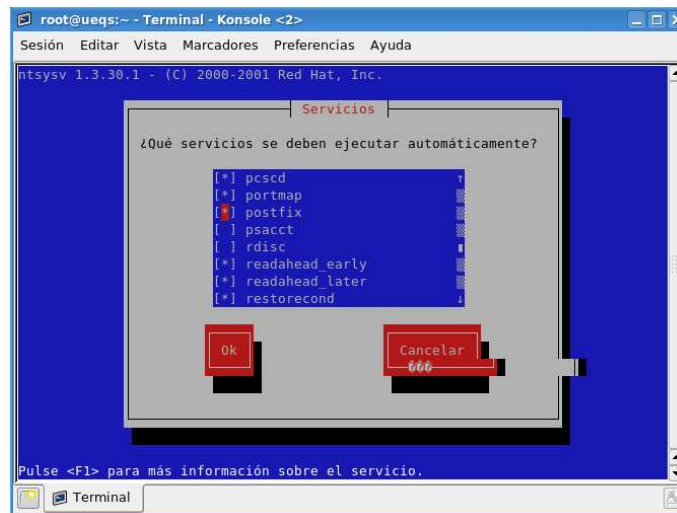 root@ueqs:~ - Terminal - Konsole <2>
Sesión Editar Vista Marcadores Preferencias Ayuda
ntsysv 1.3.30.1 - (C) 2000-2001 Red Hat, Inc.
Servicios
¿Qué servicios se deben ejecutar automáticamente?
[*] pcscd
[*] portmap
[*] postfix
[ ] psacct
[ ] rdisc
[*] readahead_early
[*] readahead_later
[*] restorecond
Ok Cancelar
���
Pulse <F1> para más información sobre el servicio.
Terminal